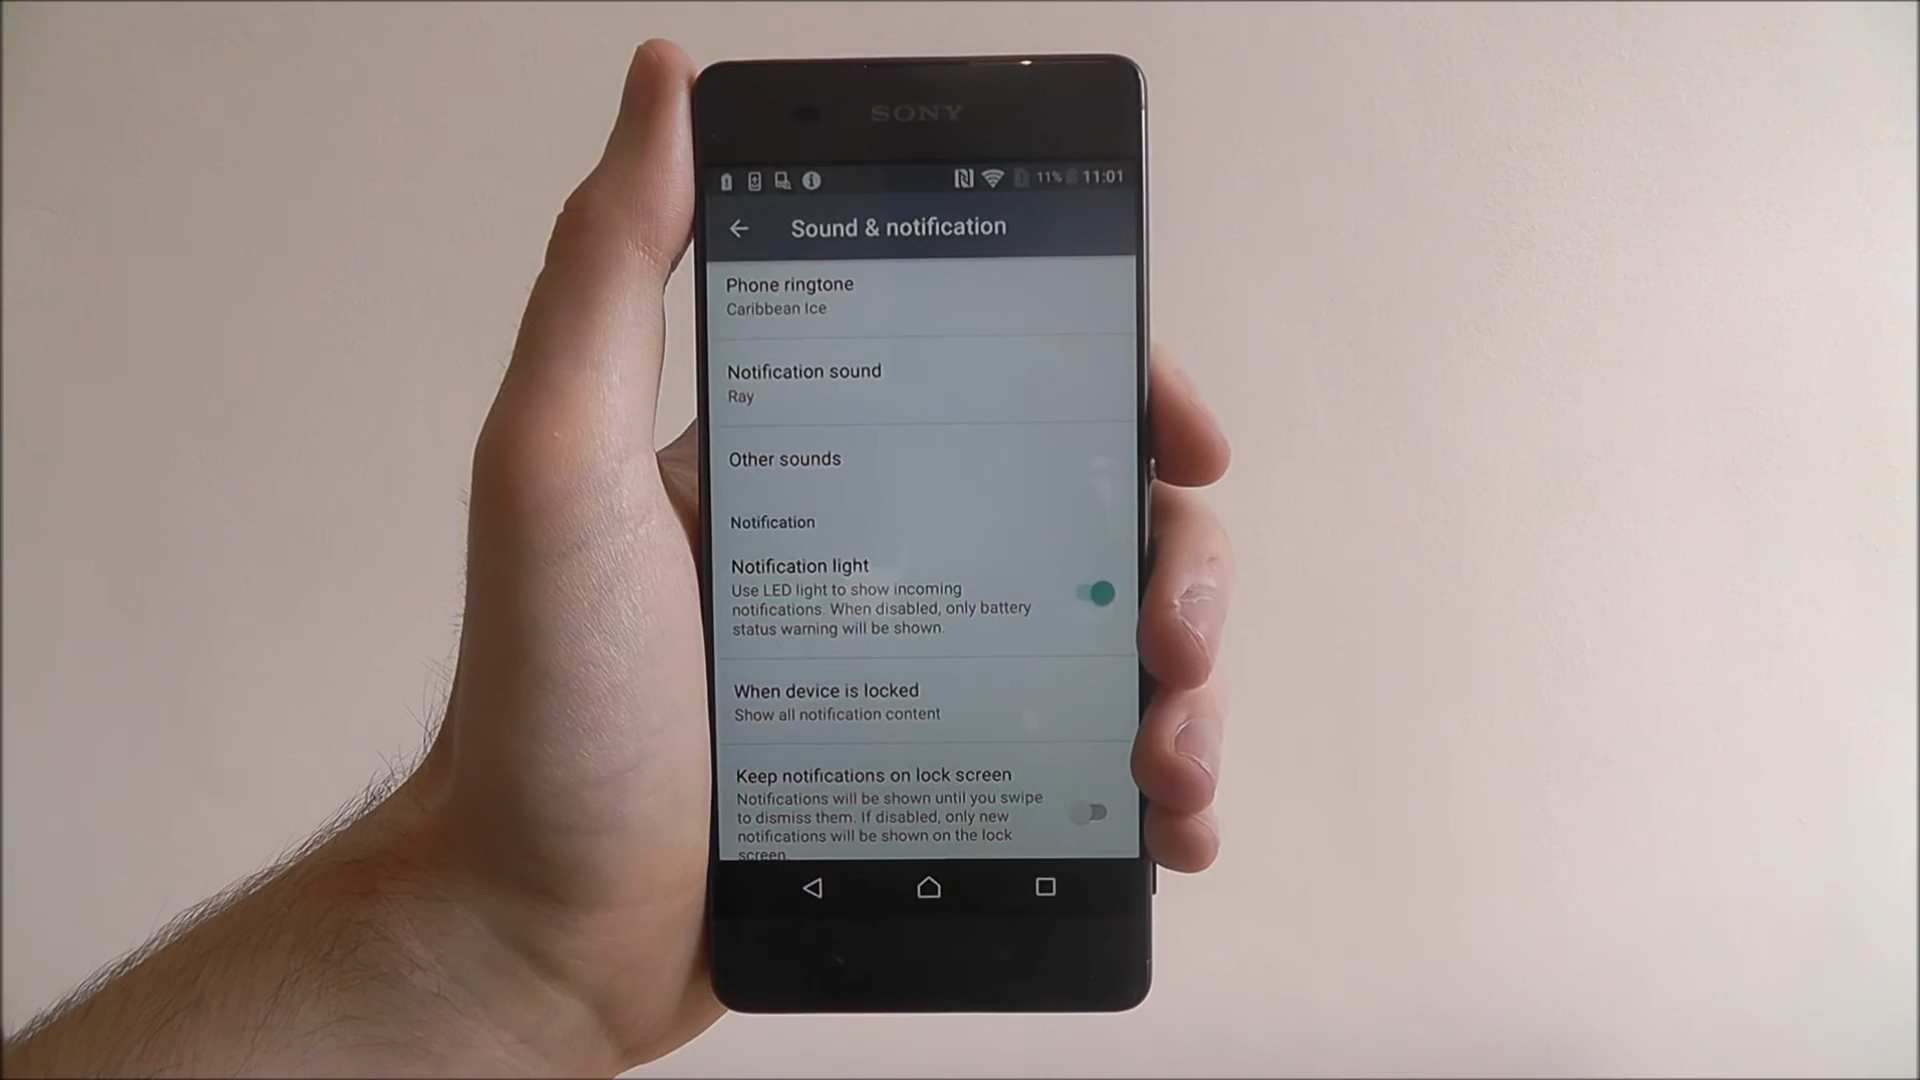 SONY
11% 11:01
Sound & notification
Phone ringtone
Caribbean Ice
Notification sound
Ray
Other sounds
Notification
Notification light
Use LED light to show incoming
notifications. When disabled, only battery
status warning will be shown.
When device is locked
Show all notification content
Keep notifications on lock screen
Notifications will be shown until you swipe
to dismiss them. If disabled, only new
notifications will be shown on the lock
screen.